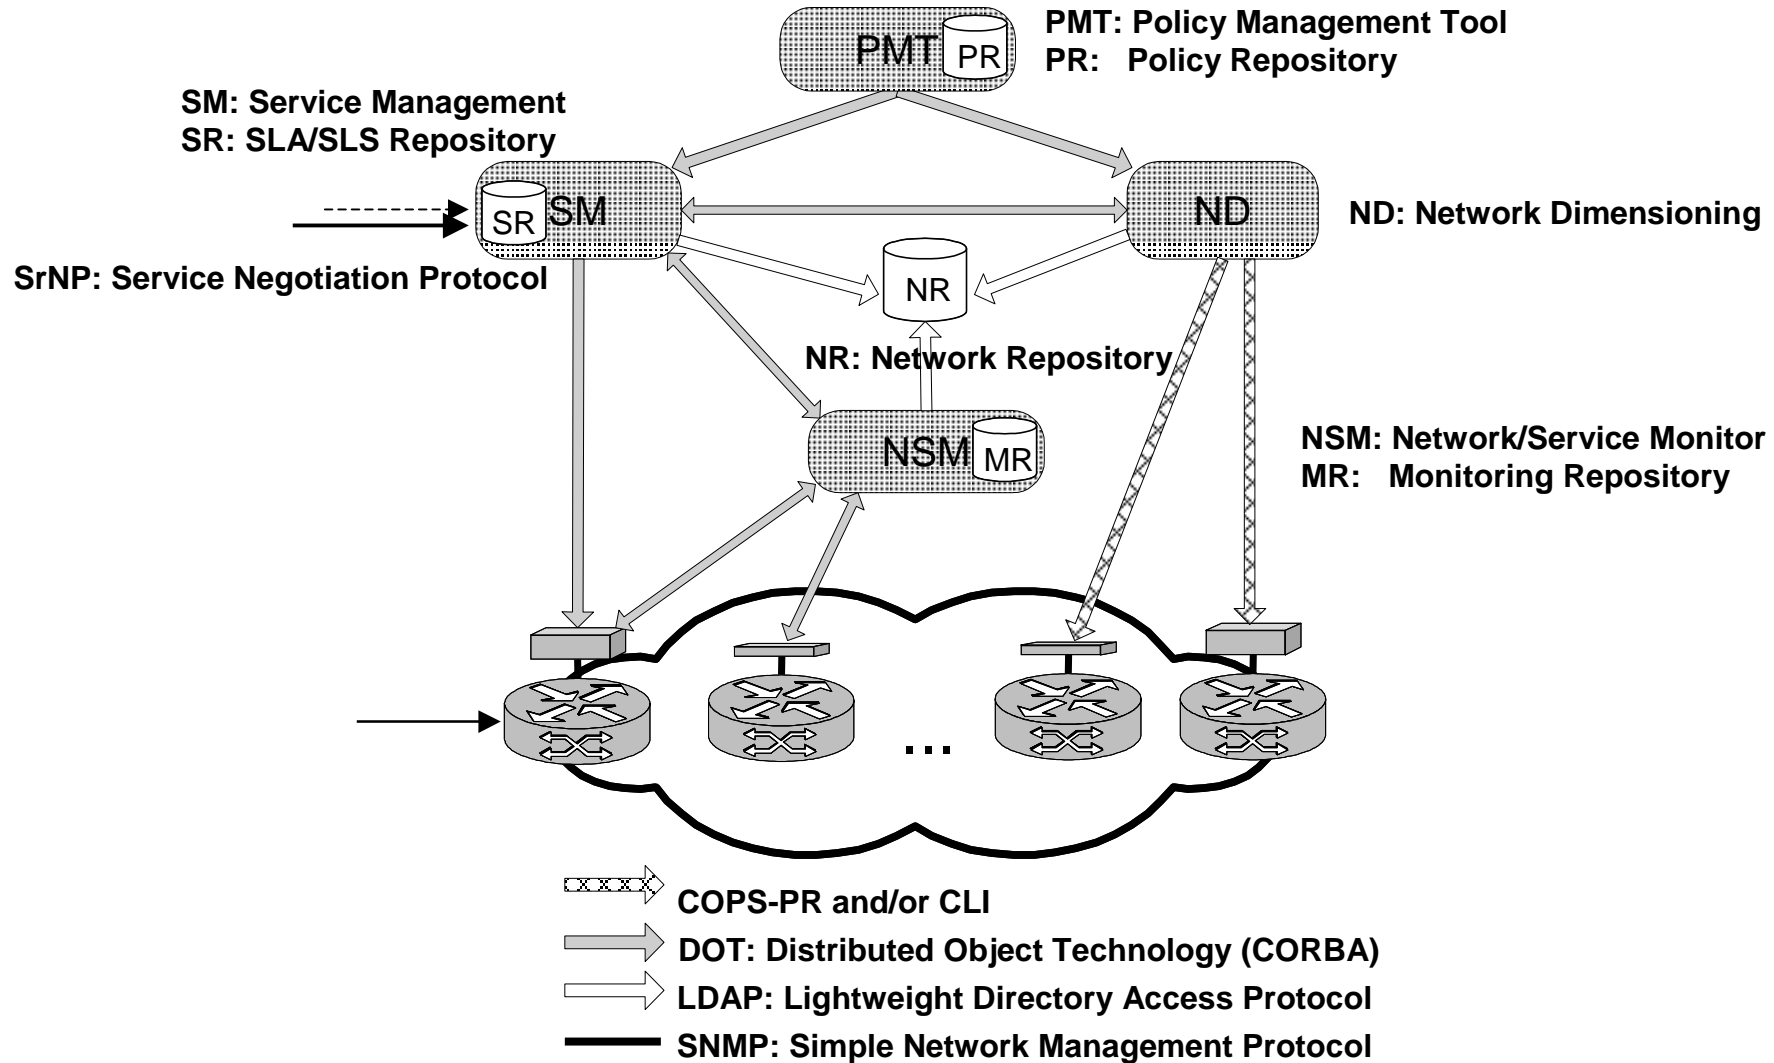 PMT
PR
PMT: Policy Management Tool
PR: Policy Repository
SM: Service Management
SR: SLA/SLS Repository
SR
SM
ND
ND: Network Dimensioning
SrNP: Service Negotiation Protocol
NR
NR: Network Repository
NSM
MR
NSM: Network/Service Monitor
MR: Monitoring Repository
...
COPS-PR and/or CLI
DOT: Distributed Object Technology (CORBA)
LDAP: Lightweight Directory Access Protocol
SNMP: Simple Network Management Protocol